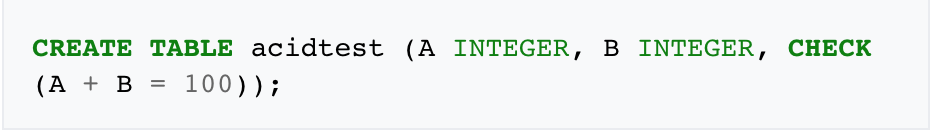 CREATE TABLE acidtest (A INTEGER, B INTEGER, CHECK
(A + B = 100));